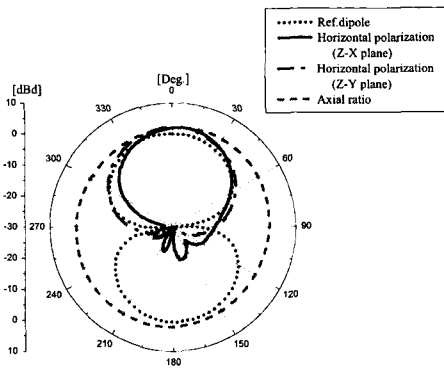 Ref.dipole
Horizontal polarization
(Z-X plane)
Horizontal polarization
(Z-Y plane)
Axial ratio
[dBd]
[Deg.]
0
330
30
300
60
270
90
240
120
210
150
180
10
0
-10
-20
-30
-20
-10
0
10